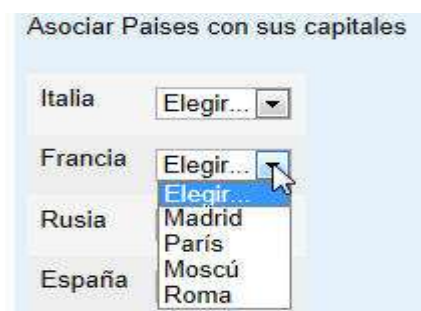 Asociar Paises con sus capitales
Italia Elegir...
Francia Elegir...
Elegir...
Rusia Madrid
París
España Moscú
Roma